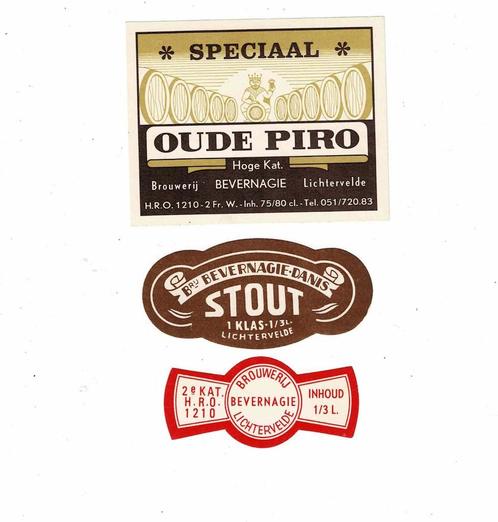 * SPECIAAL *
OUDE PIRO
Hoge Kat.
Brouwerij BEVERNAGIE Lichtervelde
H.R.O. 1210 - 2 Fr. W. - Inh. 75/80 cl. - Tel. 051/720.83
BRIJ BEVERNAGIE-DANIS
STOUT
1 KLAS - 1/3 L.
LICHTERVELDE
2e KAT.
H.R.O.
1210
BROUWERIJ
BEVERNAGIE
LICHTERVELDE
INHOUD
1/3 L.